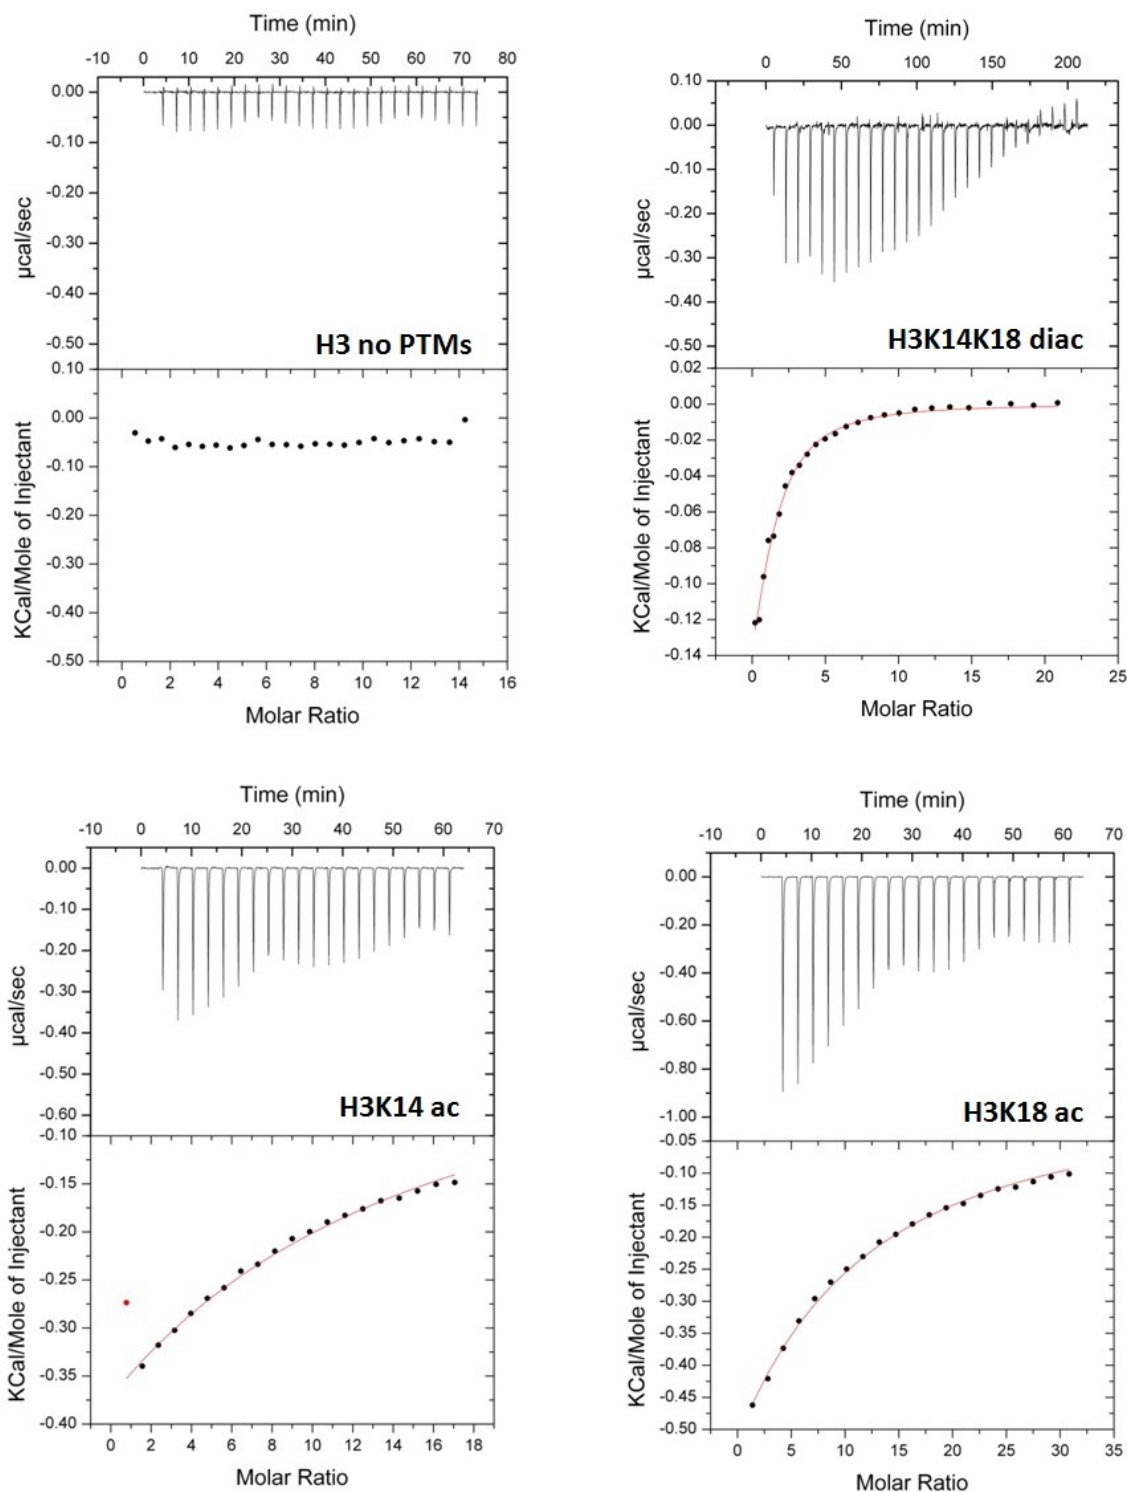 Time (min)
-10 0 10 20 30 40 50 60 70 80
0.00
-0.10
-0.20
-0.30
-0.40
-0.50
µcal/sec
H3 no PTMs
0.10
0.00
-0.10
-0.20
-0.30
-0.40
-0.50
KCal/Mole of Injectant
0 2 4 6 8 10 12 14 16
Molar Ratio
Time (min)
0 50 100 150 200
0.10
0.00
-0.10
-0.20
-0.30
-0.40
-0.50
µcal/sec
H3K14K18 diac
0.02
0.00
-0.02
-0.04
-0.06
-0.08
-0.10
-0.12
-0.14
KCal/Mole of Injectant
0 5 10 15 20 25
Molar Ratio
Time (min)
-10 0 10 20 30 40 50 60 70
0.00
-0.10
-0.20
-0.30
-0.40
-0.50
-0.60
µcal/sec
H3K14 ac
-0.10
-0.15
-0.20
-0.25
-0.30
-0.35
-0.40
KCal/Mole of Injectant
0 2 4 6 8 10 12 14 16 18
Molar Ratio
Time (min)
-10 0 10 20 30 40 50 60 70
0.00
-0.20
-0.40
-0.60
-0.80
-1.00
µcal/sec
H3K18 ac
-0.05
-0.10
-0.15
-0.20
-0.25
-0.30
-0.35
-0.40
-0.45
-0.50
KCal/Mole of Injectant
0 5 10 15 20 25 30 35
Molar Ratio